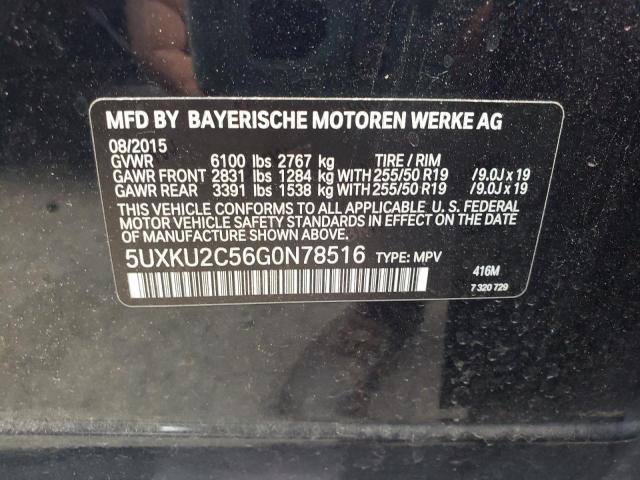 MFD BY BAYERISCHE MOTOREN WERKE AG
08/2015
GVWR 6100 lbs 2767 kg TIRE / RIM
GAWR FRONT 2831 lbs 1284 kg WITH 255/50 R19 /9.0J x 19
GAWR REAR 3391 lbs 1538 kg WITH 255/50 R19 /9.0J x 19
THIS VEHICLE CONFORMS TO ALL APPLICABLE U. S. FEDERAL
MOTOR VEHICLE SAFETY STANDARDS IN EFFECT ON THE DATE
OF MANUFACTURE SHOWN ABOVE.
5UXKU2C56G0N78516 TYPE: MPV
416M
7 320 729